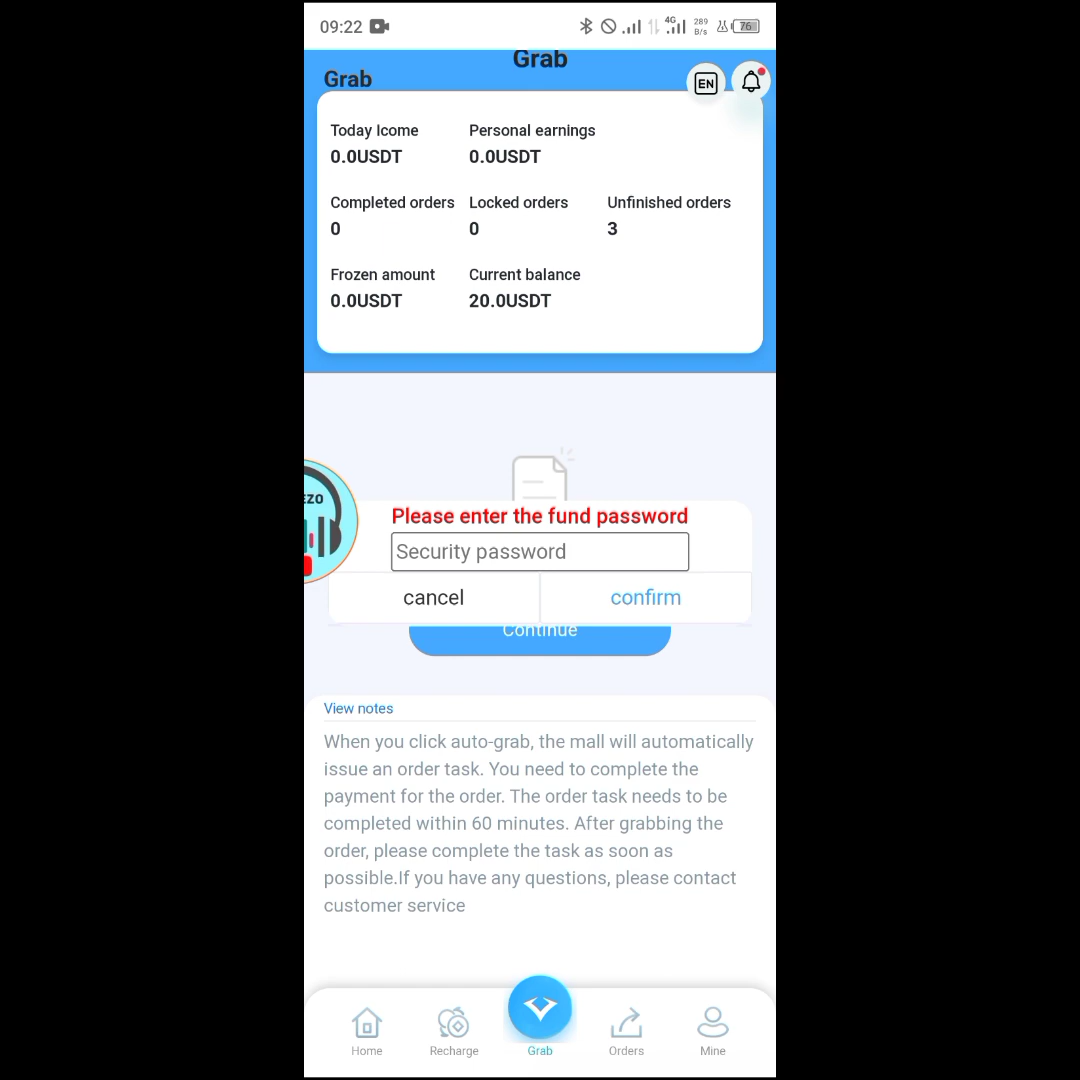 09:22 4G 289 B/s 76
Grab
Grab
EN
Today Icome Personal earnings
0.0USDT 0.0USDT
Completed orders Locked orders Unfinished orders
0 0 3
Frozen amount Current balance
0.0USDT 20.0USDT
EZO
Please enter the fund password
Security password
cancel confirm
Continue
View notes
When you click auto-grab, the mall will automatically
issue an order task. You need to complete the
payment for the order. The order task needs to be
completed within 60 minutes. After grabbing the
order, please complete the task as soon as
possible.If you have any questions, please contact
customer service
Home Recharge Grab Orders Mine